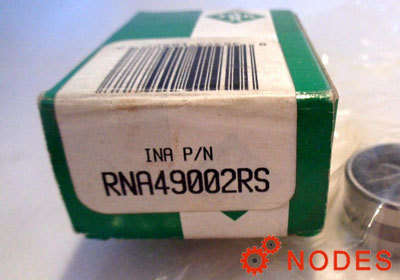 INA P/N
RNA49002RS
NODES